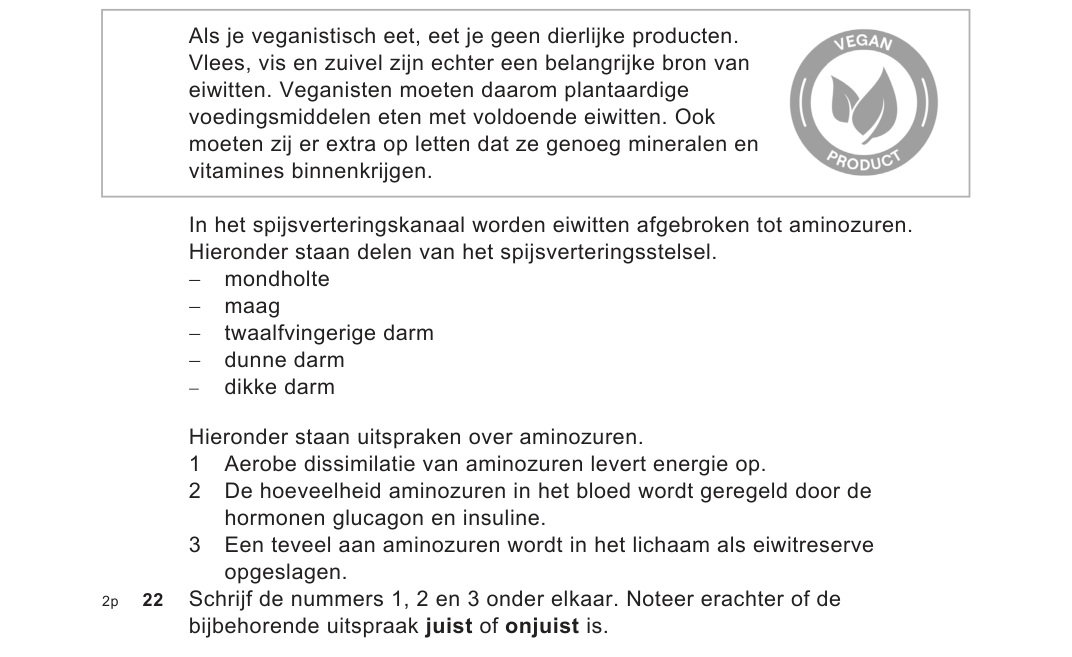 Als je veganistisch eet, eet je geen dierlijke producten.
Vlees, vis en zuivel zijn echter een belangrijke bron van
eiwitten. Veganisten moeten daarom plantaardige
voedingsmiddelen eten met voldoende eiwitten. Ook
moeten zij er extra op letten dat ze genoeg mineralen en
vitamines binnenkrijgen.
VEGAN
PRODUCT
In het spijsverteringskanaal worden eiwitten afgebroken tot aminozuren.
Hieronder staan delen van het spijsverteringsstelsel.
– mondholte
– maag
– twaalfvingerige darm
– dunne darm
– dikke darm
Hieronder staan uitspraken over aminozuren.
1 Aerobe dissimilatie van aminozuren levert energie op.
2 De hoeveelheid aminozuren in het bloed wordt geregeld door de
hormonen glucagon en insuline.
3 Een teveel aan aminozuren wordt in het lichaam als eiwitreserve
opgeslagen.
2p 22 Schrijf de nummers 1, 2 en 3 onder elkaar. Noteer erachter of de
bijbehorende uitspraak juist of onjuist is.